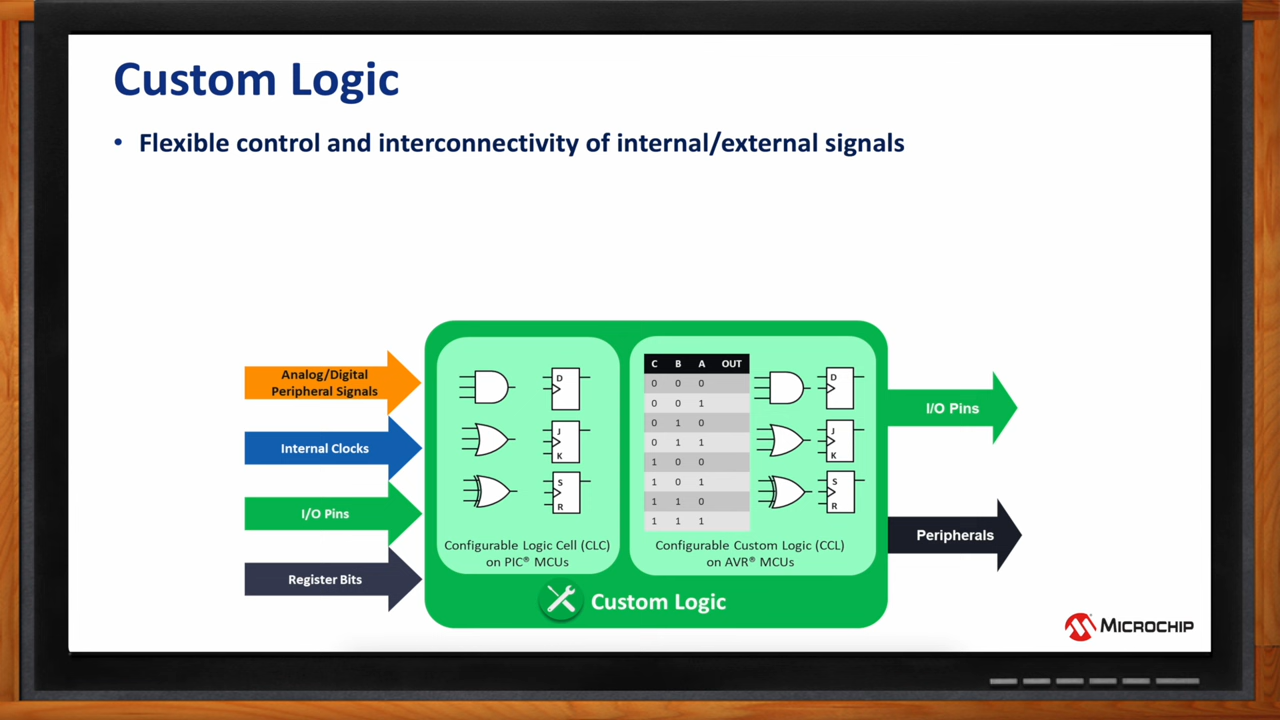 Custom Logic
• Flexible control and interconnectivity of internal/external signals
Analog/Digital
Peripheral Signals
Internal Clocks
I/O Pins
Register Bits
D
J
K
S
R
Configurable Logic Cell (CLC)
on PIC® MCUs
C B A OUT
0 0 0
0 0 1
0 1 0
0 1 1
1 0 0
1 0 1
1 1 0
1 1 1
D
J
K
S
R
Configurable Custom Logic (CCL)
on AVR® MCUs
Custom Logic
I/O Pins
Peripherals
MICROCHIP